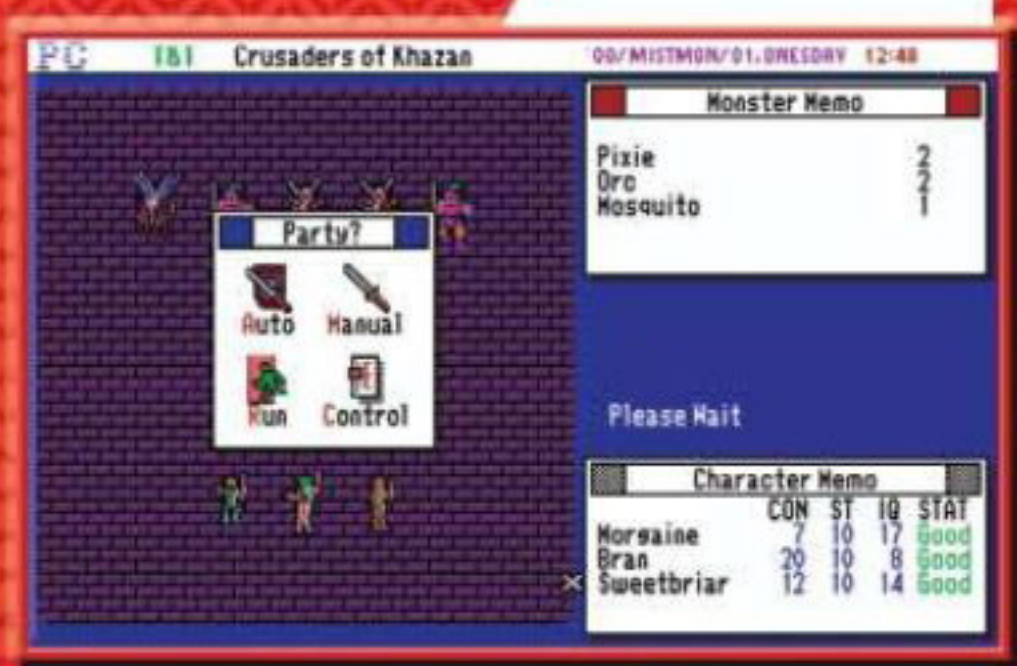 PC T&T Crusaders of Khazan '00/MISTMON/01.ONESDAY 12:48
Monster Memo
Pixie 2
Orc 2
Mosquito 1
Party?
Auto Manual
Run Control
Please Wait
Character Memo
CON ST IQ STAT
Morgaine 7 10 17 Good
Bran 20 10 8 Good
Sweetbriar 12 10 14 Good